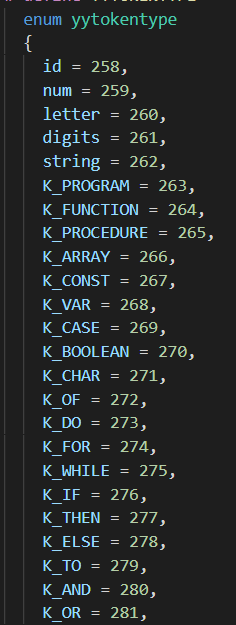 enum yytokentype
{
id = 258,
num = 259,
letter = 260,
digits = 261,
string = 262,
K_PROGRAM = 263,
K_FUNCTION = 264,
K_PROCEDURE = 265,
K_ARRAY = 266,
K_CONST = 267,
K_VAR = 268,
K_CASE = 269,
K_BOOLEAN = 270,
K_CHAR = 271,
K_OF = 272,
K_DO = 273,
K_FOR = 274,
K_WHILE = 275,
K_IF = 276,
K_THEN = 277,
K_ELSE = 278,
K_TO = 279,
K_AND = 280,
K_OR = 281,